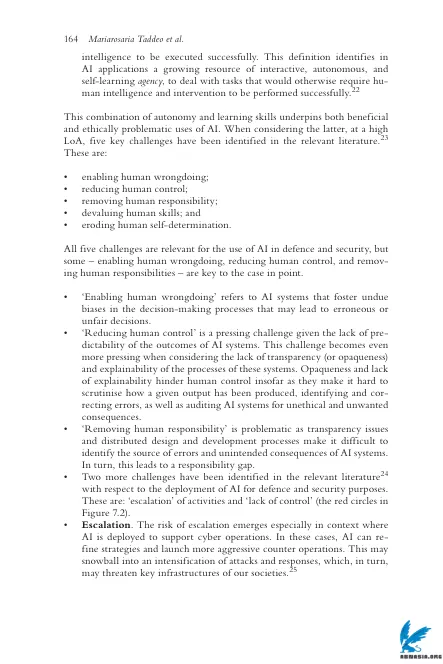 164 Mariarosaria Taddeo et al.
intelligence to be executed successfully. This definition identifies in
AI applications a growing resource of interactive, autonomous, and
self-learning agency, to deal with tasks that would otherwise require hu-
man intelligence and intervention to be performed successfully.22
This combination of autonomy and learning skills underpins both beneficial
and ethically problematic uses of AI. When considering the latter, at a high
LoA, five key challenges have been identified in the relevant literature.23
These are:
• enabling human wrongdoing;
• reducing human control;
• removing human responsibility;
• devaluing human skills; and
• eroding human self-determination.
All five challenges are relevant for the use of AI in defence and security, but
some – enabling human wrongdoing, reducing human control, and remov-
ing human responsibilities – are key to the case in point.
• ‘Enabling human wrongdoing’ refers to AI systems that foster undue
biases in the decision-making processes that may lead to erroneous or
unfair decisions.
• ‘Reducing human control’ is a pressing challenge given the lack of pre-
dictability of the outcomes of AI systems. This challenge becomes even
more pressing when considering the lack of transparency (or opaqueness)
and explainability of the processes of these systems. Opaqueness and lack
of explainability hinder human control insofar as they make it hard to
scrutinise how a given output has been produced, identifying and cor-
recting errors, as well as auditing AI systems for unethical and unwanted
consequences.
• ‘Removing human responsibility’ is problematic as transparency issues
and distributed design and development processes make it difficult to
identify the source of errors and unintended consequences of AI systems.
In turn, this leads to a responsibility gap.
• Two more challenges have been identified in the relevant literature24
with respect to the deployment of AI for defence and security purposes.
These are: ‘escalation’ of activities and ‘lack of control’ (the red circles in
Figure 7.2).
• Escalation. The risk of escalation emerges especially in context where
AI is deployed to support cyber operations. In these cases, AI can re-
fine strategies and launch more aggressive counter operations. This may
snowball into an intensification of attacks and responses, which, in turn,
may threaten key infrastructures of our societies.25